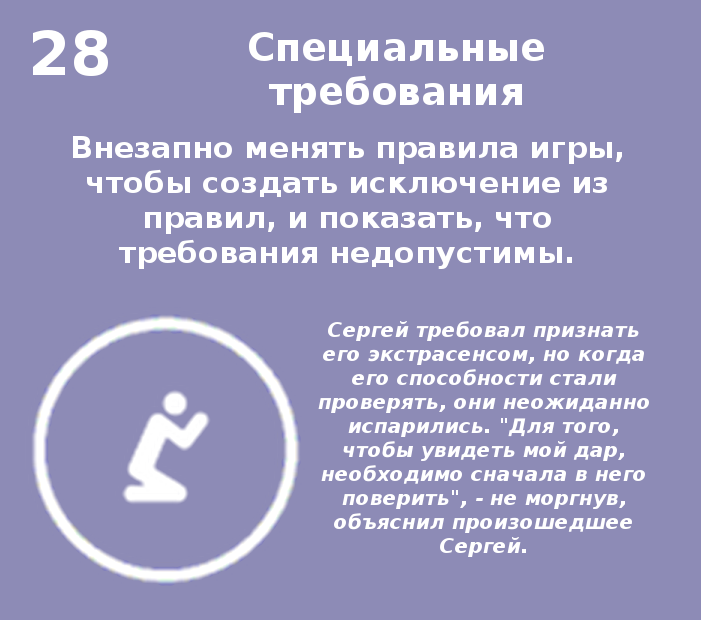 28
Специальные
требования
Внезапно менять правила игры,
чтобы создать исключение из
правил, и показать, что
требования недопустимы.
Сергей требовал признать
его экстрасенсом, но когда
его способности стали
проверять, они неожиданно
испарились. "Для того,
чтобы увидеть мой дар,
необходимо сначала в него
поверить", - не моргнув,
объяснил произошедшее
Сергей.